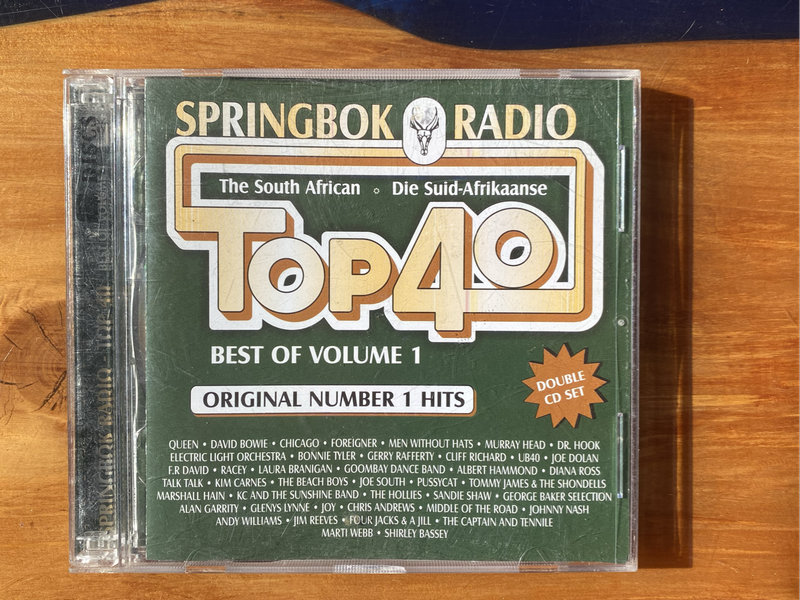 SPRINGBOK RADIO
The South African ° Die Suid-Afrikaanse
TOP 40
BEST OF VOLUME 1
DOUBLE
CD SET
ORIGINAL NUMBER 1 HITS
QUEEN • DAVID BOWIE • CHICAGO • FOREIGNER • MEN WITHOUT HATS • MURRAY HEAD • DR. HOOK
ELECTRIC LIGHT ORCHESTRA • BONNIE TYLER • GERRY RAFFERTY • CLIFF RICHARD • UB40 • JOE DOLAN
F.R DAVID • RACEY • LAURA BRANIGAN • GOOMBAY DANCE BAND • ALBERT HAMMOND • DIANA ROSS
TALK TALK • KIM CARNES • THE BEACH BOYS • JOE SOUTH • PUSSYCAT • TOMMY JAMES & THE SHONDELLS
MARSHALL HAIN • KC AND THE SUNSHINE BAND • THE HOLLIES • SANDIE SHAW • GEORGE BAKER SELECTION
ALAN GARRITY • GLENYS LYNNE • JOY • CHRIS ANDREWS • MIDDLE OF THE ROAD • JOHNNY NASH
ANDY WILLIAMS • JIM REEVES • FOUR JACKS & A JILL • THE CAPTAIN AND TENNILE
MARTI WEBB • SHIRLEY BASSEY
SPRINGBOK RADIO TOP 40
DISCS